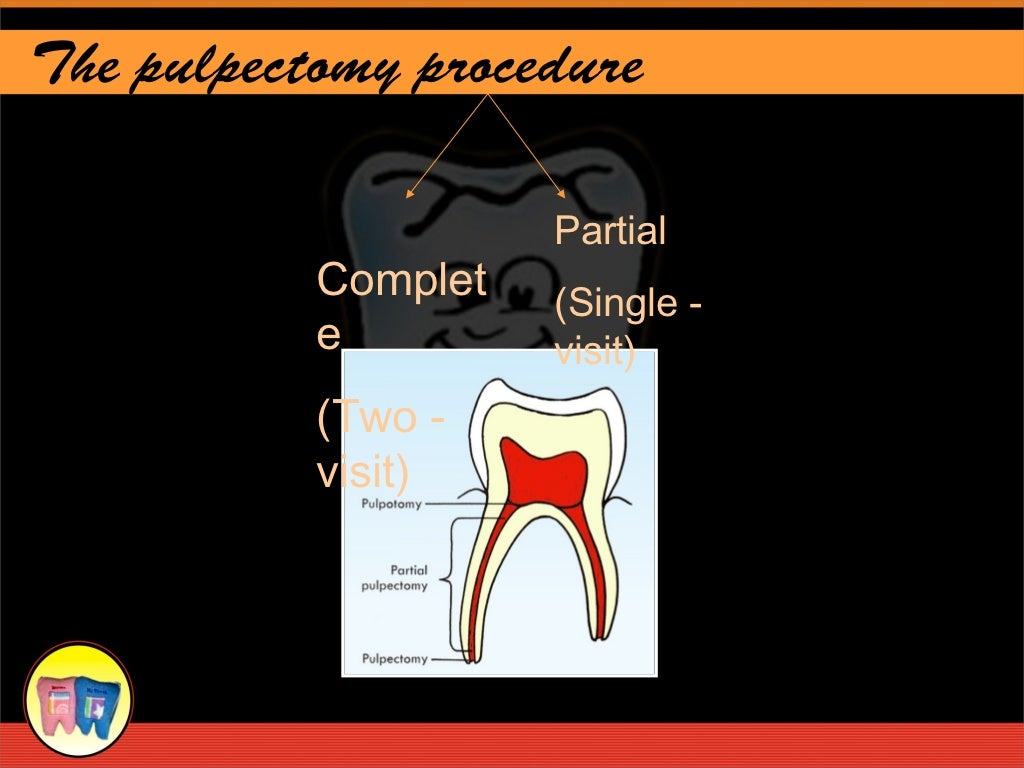 The pulpectomy procedure
Complet
e
(Two -
visit)
Partial
(Single -
visit)
Pulpotomy
Partial
pulpectomy
Pulpectomy